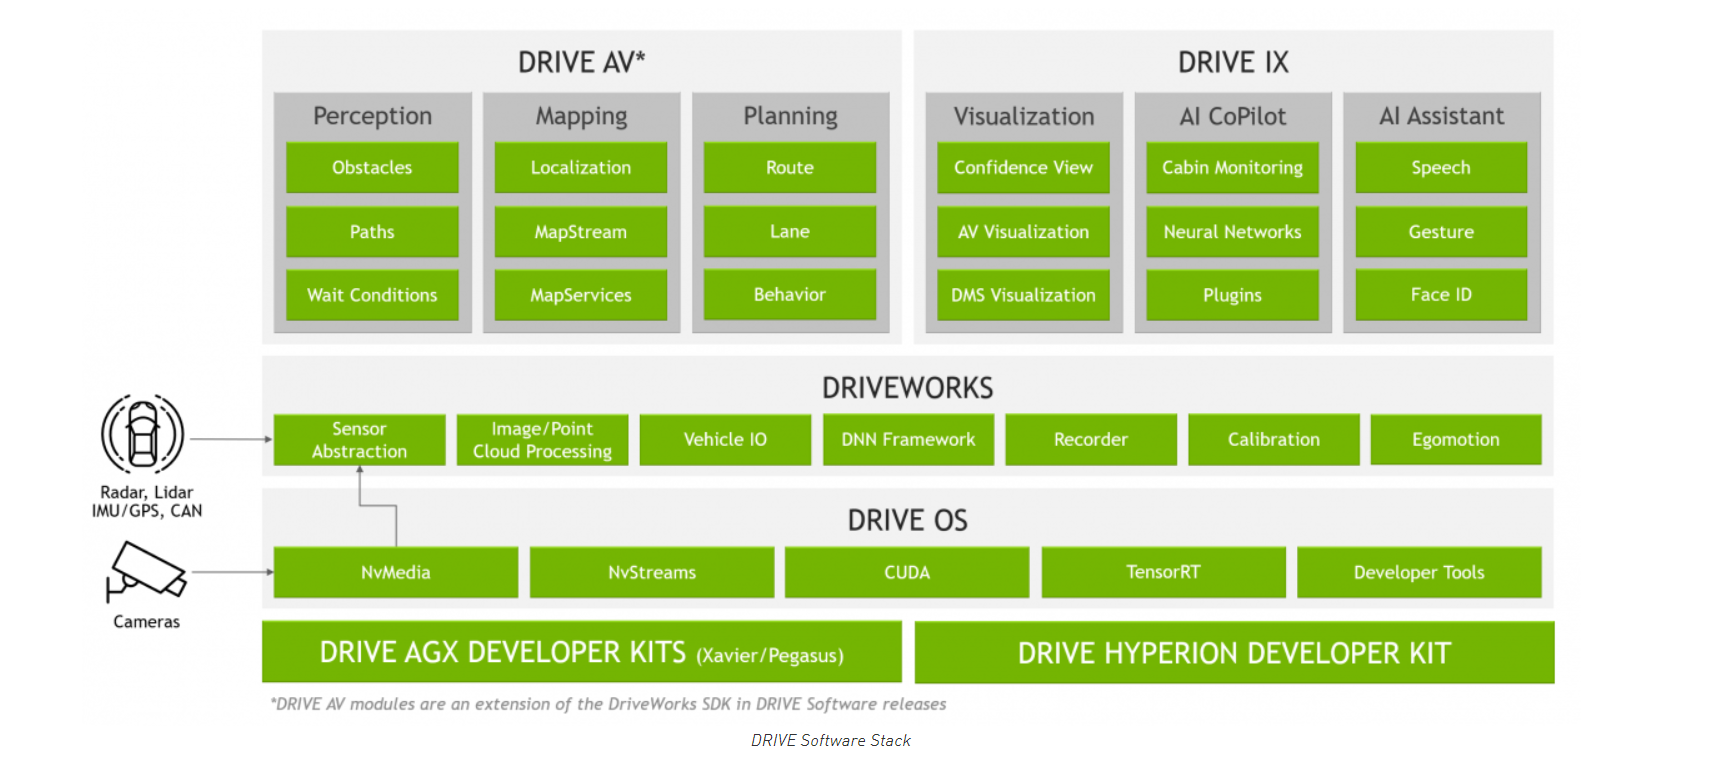 DRIVE AV*
Perception
Obstacles
Paths
Wait Conditions
Mapping
Localization
MapStream
MapServices
Planning
Route
Lane
Behavior
DRIVE IX
Visualization
Confidence View
AV Visualization
DMS Visualization
AI CoPilot
Cabin Monitoring
Neural Networks
Plugins
AI Assistant
Speech
Gesture
Face ID
DRIVEWORKS
Sensor
Abstraction
Image/Point
Cloud Processing
Vehicle IO
DNN Framework
Recorder
Calibration
Egomotion
Radar, Lidar
IMU/GPS, CAN
DRIVE OS
NvMedia
NvStreams
CUDA
TensorRT
Developer Tools
Cameras
DRIVE AGX DEVELOPER KITS (Xavier/Pegasus)
DRIVE HYPERION DEVELOPER KIT
*DRIVE AV modules are an extension of the DriveWorks SDK in DRIVE Software releases
DRIVE Software Stack